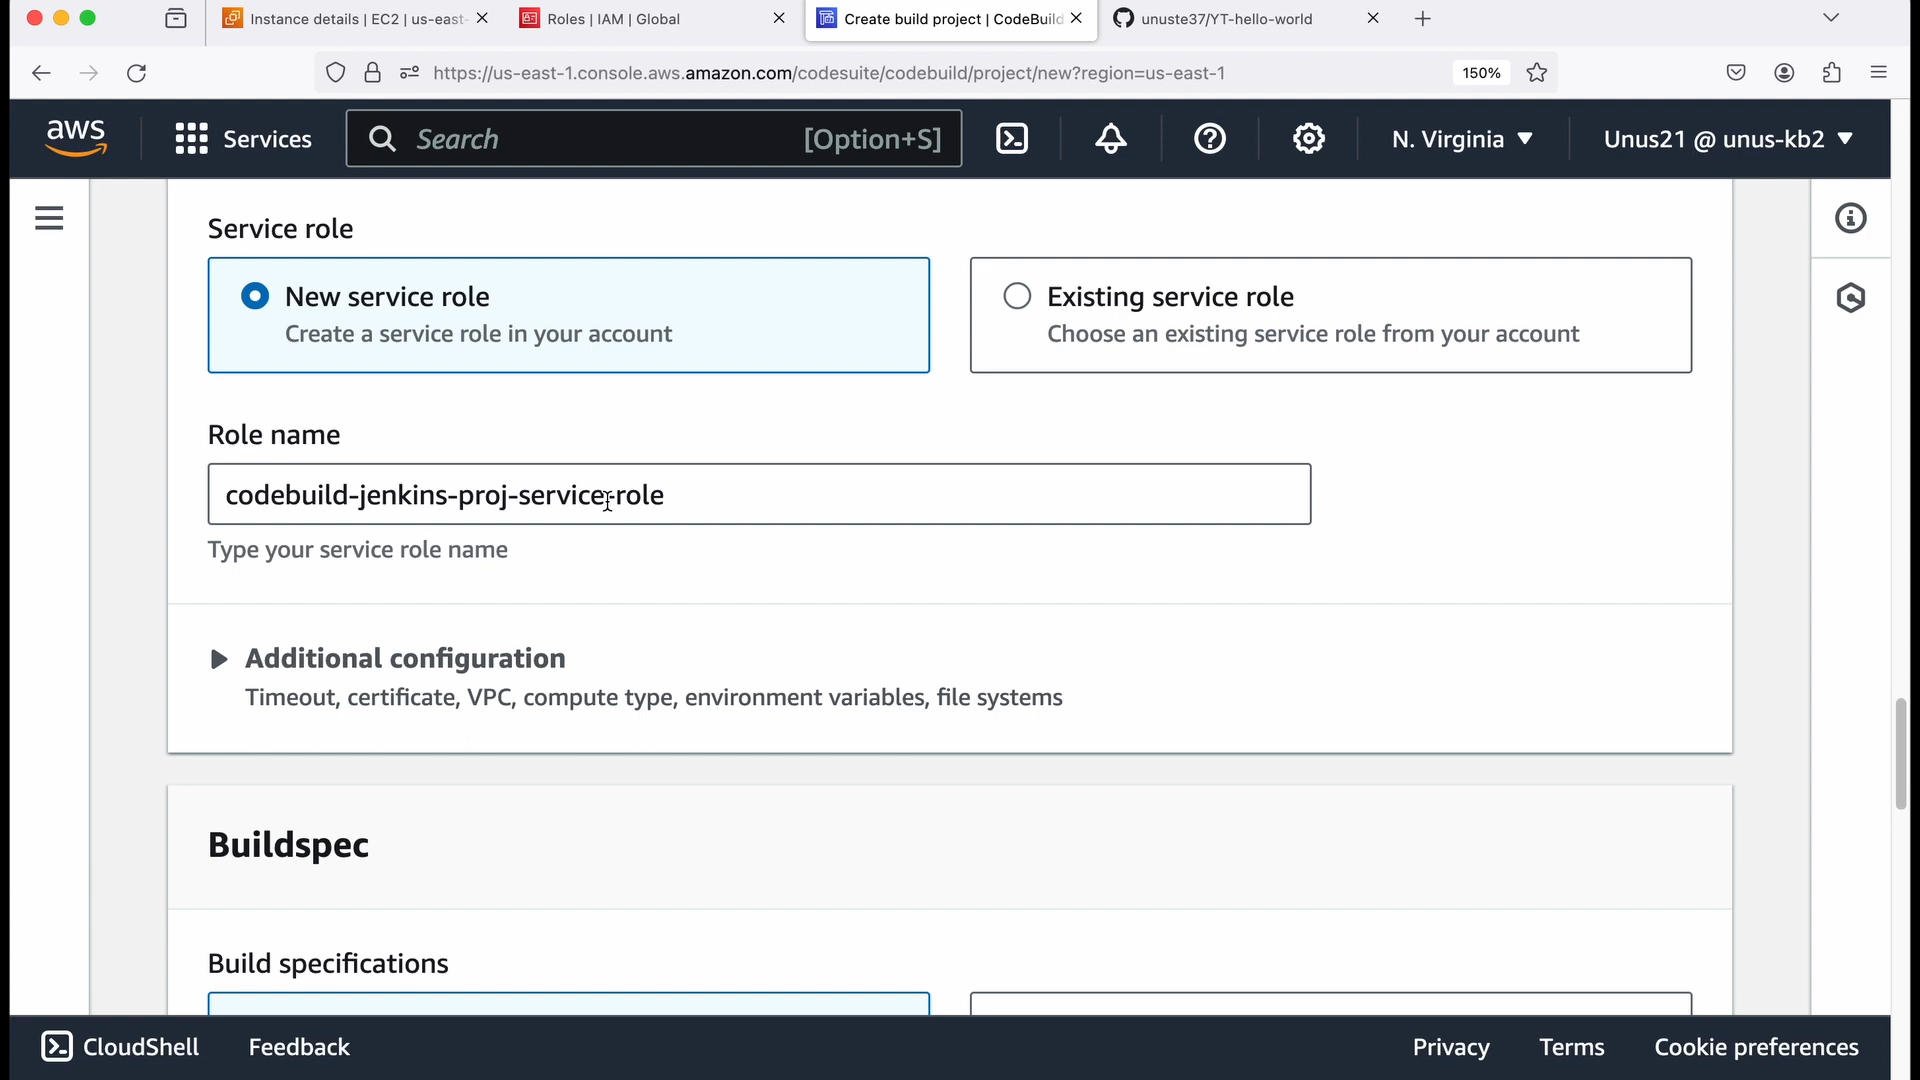 Instance details | EC2 | us-east-
Roles | IAM | Global
Create build project | CodeBuild
unuste37/YT-hello-world
https://us-east-1.console.aws.amazon.com/codesuite/codebuild/project/new?region=us-east-1
150%
aws
Services
Search
[Option+S]
N. Virginia
Unus21 @ unus-kb2
Service role
New service role
Create a service role in your account
Existing service role
Choose an existing service role from your account
Role name
codebuild-jenkins-proj-service-role
Type your service role name
Additional configuration
Timeout, certificate, VPC, compute type, environment variables, file systems
Buildspec
Build specifications
CloudShell
Feedback
Privacy
Terms
Cookie preferences